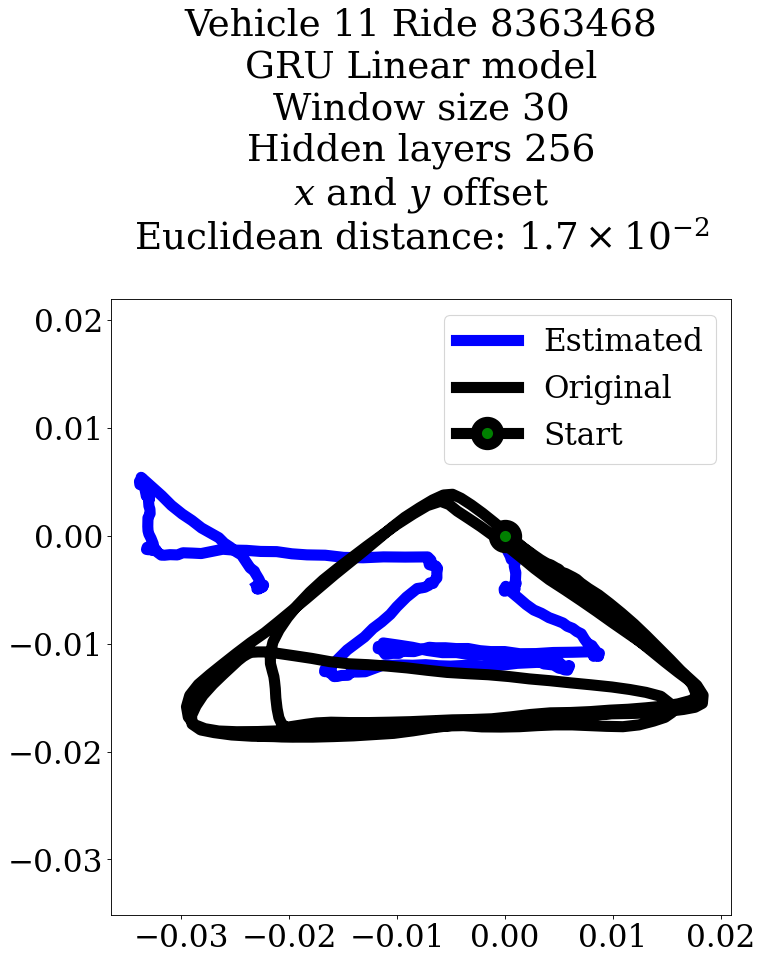 Vehicle 11 Ride 8363468
GRU Linear model
Window size 30
Hidden layers 256
x and y offset
Euclidean distance: 1.7 × 10⁻²
Estimated
Original
Start
0.02
0.01
0.00
−0.01
−0.02
−0.03
−0.03 −0.02 −0.01 0.00 0.01 0.02